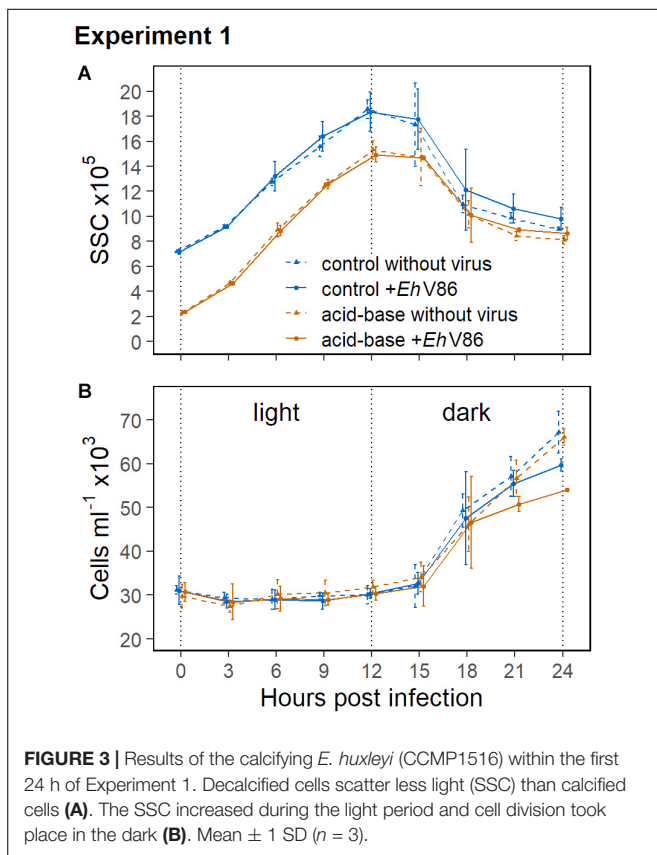 Experiment 1
A
SSC x10⁵
20
18
16
14
12
10
8
6
4
2
0
control without virus
control +EhV86
acid-base without virus
acid-base +EhV86
B
light
dark
Cells ml⁻¹ x10³
70
60
50
40
30
20
0 3 6 9 12 15 18 21 24
Hours post infection
FIGURE 3 | Results of the calcifying E. huxleyi (CCMP1516) within the first
24 h of Experiment 1. Decalcified cells scatter less light (SSC) than calcified
cells (A). The SSC increased during the light period and cell division took
place in the dark (B). Mean ± 1 SD (n = 3).